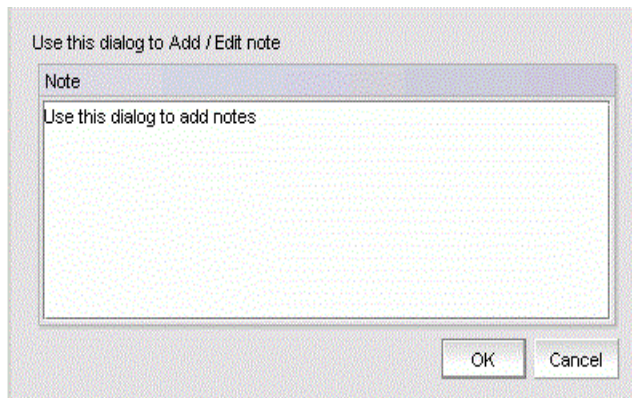 Use this dialog to Add / Edit note
Note
Use this dialog to add notes
OK Cancel